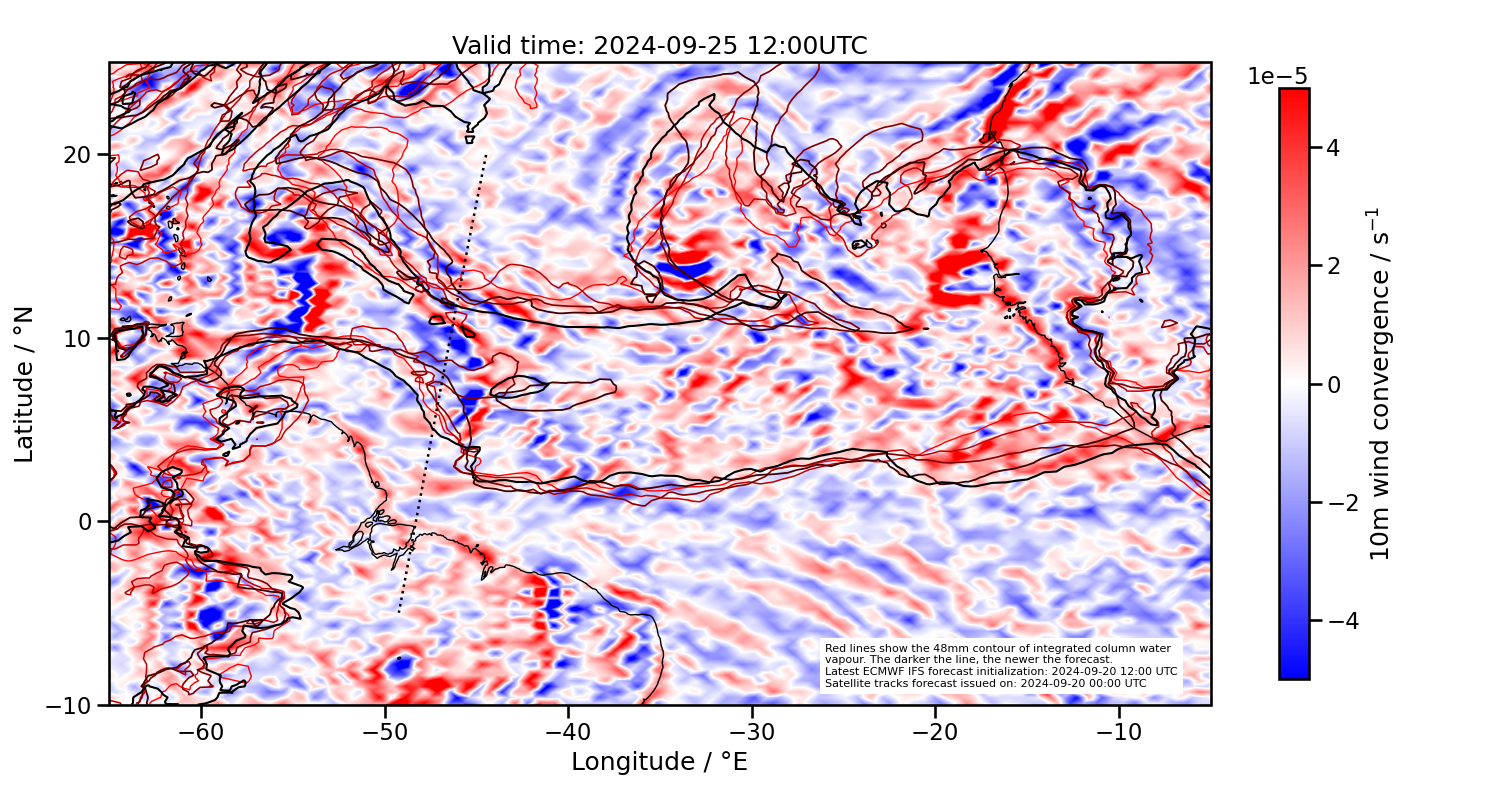 Valid time: 2024-09-25 12:00UTC
1e−5
20
10
0
−10
−60
−50
−40
−30
−20
−10
Latitude / °N
Longitude / °E
4
2
0
−2
−4
10m wind convergence / s⁻¹
Red lines show the 48mm contour of integrated column water
vapour. The darker the line, the newer the forecast.
Latest ECMWF IFS forecast initialization: 2024-09-20 12:00 UTC
Satellite tracks forecast issued on: 2024-09-20 00:00 UTC